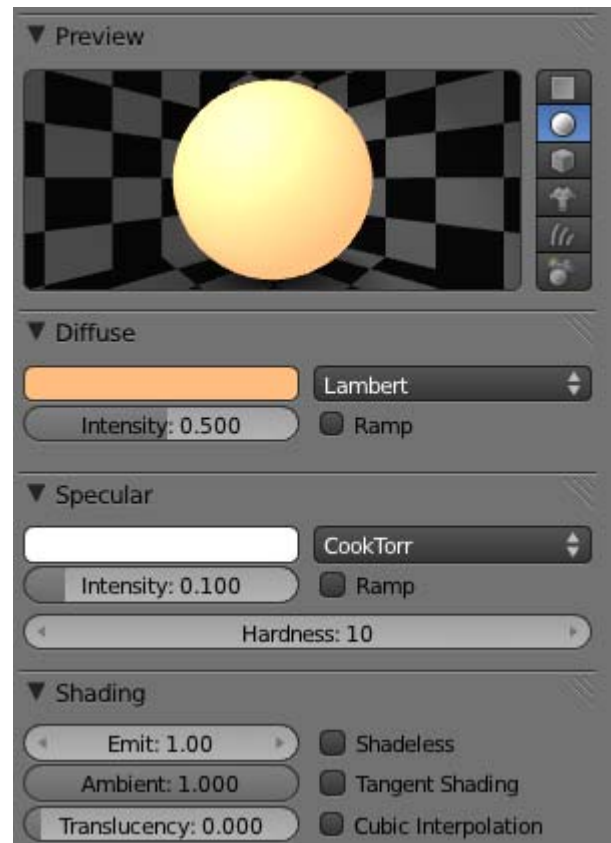 Preview
Diffuse
Lambert
Intensity: 0.500
Ramp
Specular
CookTorr
Intensity: 0.100
Ramp
Hardness: 10
Shading
Emit: 1.00
Shadeless
Ambient: 1.000
Tangent Shading
Translucency: 0.000
Cubic Interpolation